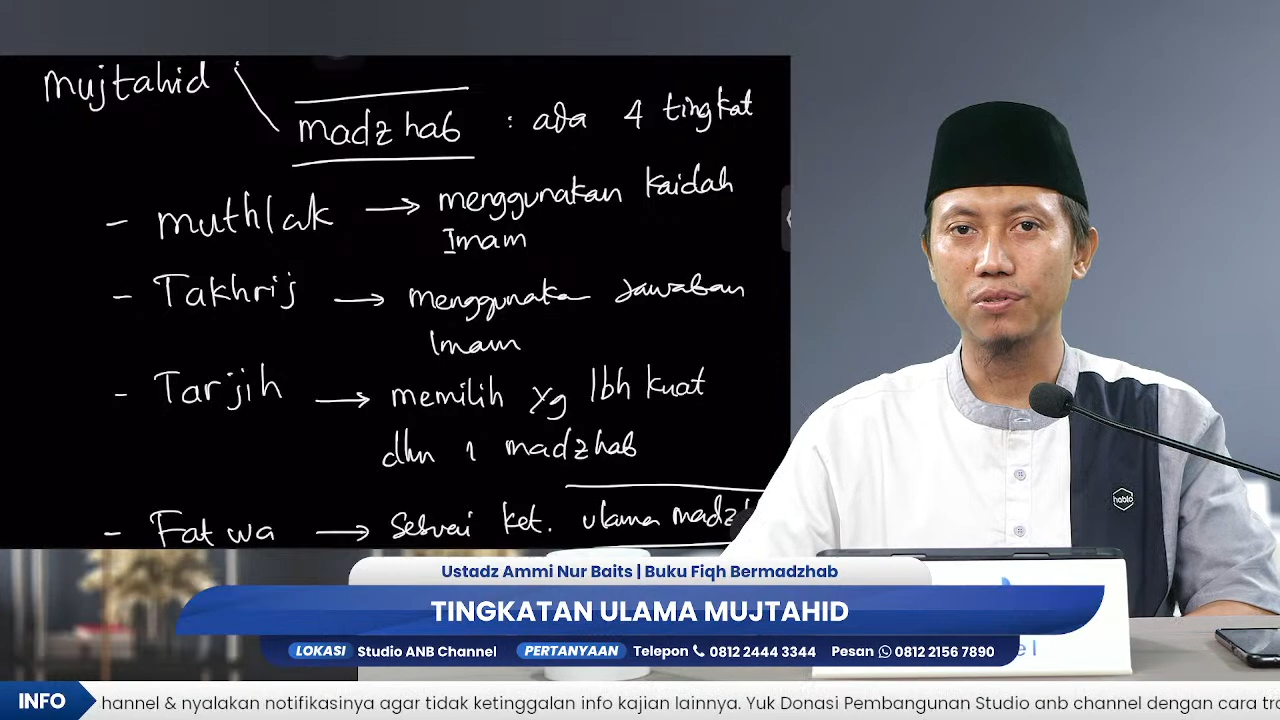 mujtahid
madzhab : ada 4 tingkat
- muthlak → menggunakan kaidah
Imam
- Takhrij → menggunaka jawaban
Imam
- Tarjih → memilih yg lbh kuat
dlm 1 madzhab
- Fatwa → sesuai ket. ulama
hablo
Ustadz Ammi Nur Baits | Buku Fiqh Bermadzhab
TINGKATAN ULAMA MUJTAHID
LOKASI Studio ANB Channel PERTANYAAN Telepon 0812 2444 3344 Pesan 0812 2156 7890
INFO hannel & nyalakan notifikasinya agar tidak ketinggalan info kajian lainnya. Yuk Donasi Pembangunan Studio anb channel dengan cara tra